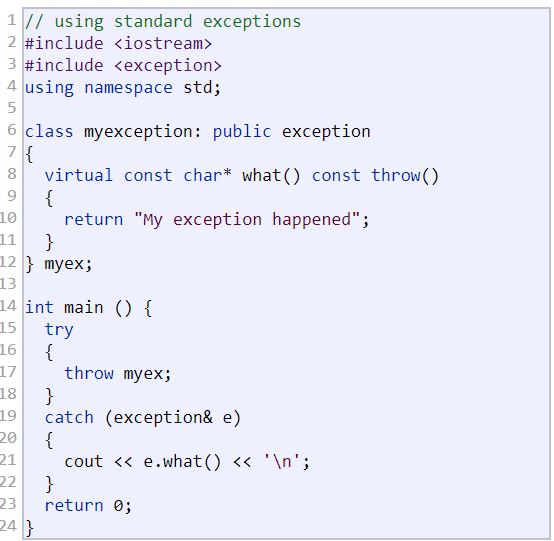 1 // using standard exceptions
2 #include <iostream>
3 #include <exception>
4 using namespace std;
5
6 class myexception: public exception
7 {
8   virtual const char* what() const throw()
9   {
10     return "My exception happened";
11   }
12 } myex;
13
14 int main () {
15   try
16   {
17     throw myex;
18   }
19   catch (exception& e)
20   {
21     cout << e.what() << '\n';
22   }
23   return 0;
24 }